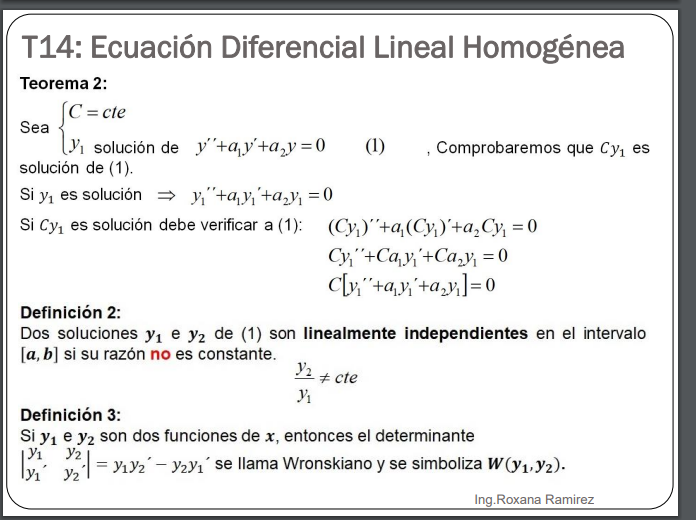 T14: Ecuación Diferencial Lineal Homogénea
Teorema 2:
Sea { C = cte
y₁ solución de y´´+a₁y´+a₂y = 0 (1) , Comprobaremos que Cy₁ es
solución de (1).
Si y₁ es solución ⇒ y₁´´+a₁y₁´+a₂y₁ = 0
Si Cy₁ es solución debe verificar a (1): (Cy₁)´´+a₁(Cy₁)´+a₂Cy₁ = 0
Cy₁´´+Ca₁y₁´+Ca₂y₁ = 0
C[y₁´´+a₁y₁´+a₂y₁]= 0
Definición 2:
Dos soluciones y₁ e y₂ de (1) son linealmente independientes en el intervalo
[a, b] si su razón no es constante.
y₂/y₁ ≠ cte
Definición 3:
Si y₁ e y₂ son dos funciones de x, entonces el determinante
|y₁ y₂; y₁´ y₂´| = y₁y₂´ − y₂y₁´ se llama Wronskiano y se simboliza W(y₁,y₂).
Ing.Roxana Ramirez